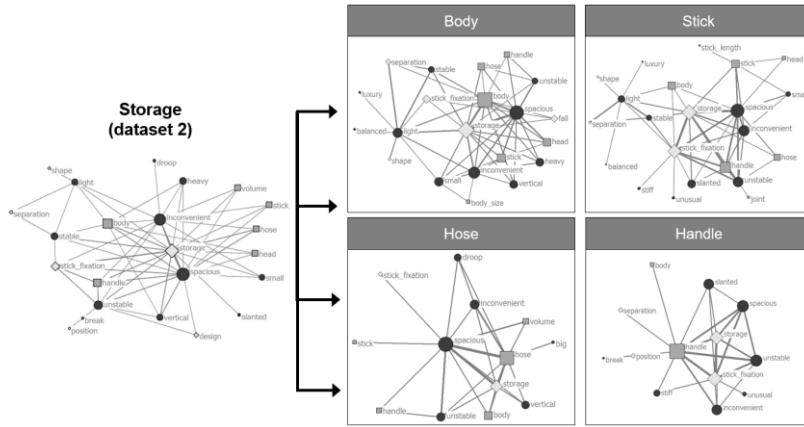 Storage
(dataset 2)
shape
light
separation
stable
stick_fixation
unstable
break
position
body
handle
droop
heavy
inconvenient
storage
spacious
vertical
design
volume
stick
hose
head
small
slanted
Body
separation
stable
luxury
stick_fixation
balanced
light
shape
handle
hose
body
unstable
spacious
storage
fall
head
stick
heavy
inconvenient
small
vertical
body_size
Stick
stick_length
luxury
stick
head
shape
body
light
storage
spacious
small
separation
stable
inconvenient
stick_fixation
balanced
handle
hose
stiff
slanted
unstable
unusual
joint
Hose
droop
stick_fixation
inconvenient
volume
stick
spacious
hose
big
storage
handle
funstable
body
vertical
Handle
body
slanted
separation
spacious
storage
handle
break
position
unstable
stick_fixation
stiff
unusual
inconvenient